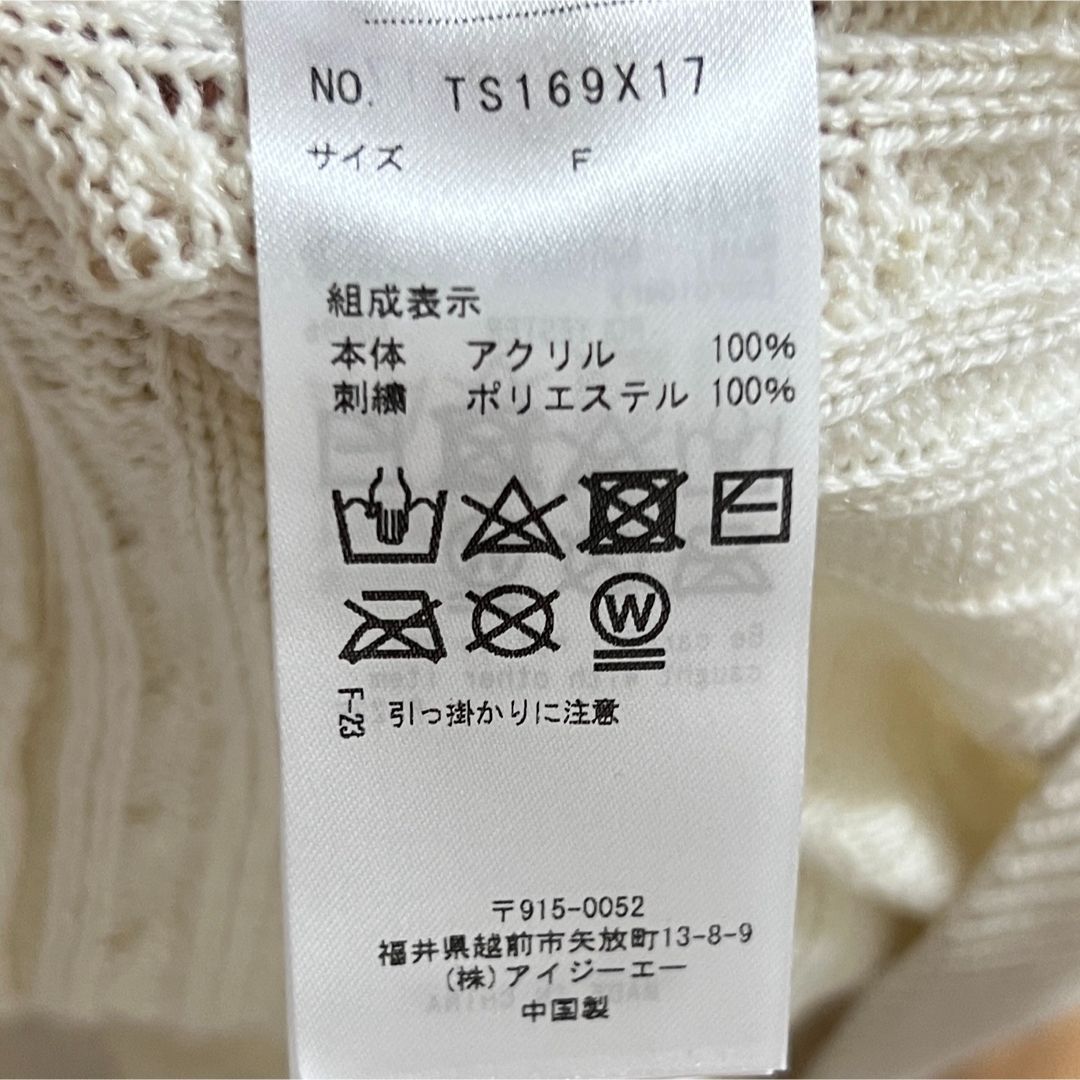 NO. TS169X17
サイズ F
組成表示
本体 アクリル 100%
刺繍 ポリエステル 100%
W
F-23 引っ掛かりに注意
〒915-0052
福井県越前市矢放町13-8-9
(株)アイジーエー
中国製